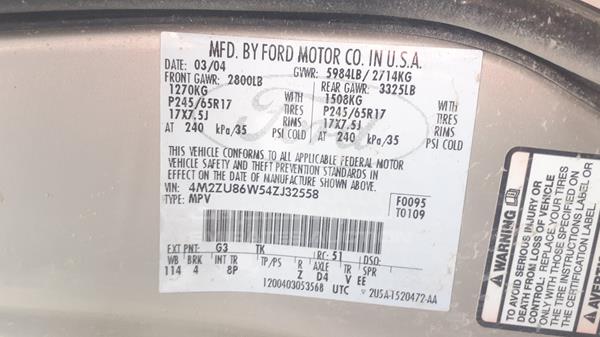 MFD. BY FORD MOTOR CO. IN U.S.A.
DATE: 03/04 GVWR: 5984LB/ 2714KG
FRONT GAWR: 2800LB REAR GAWR: 3325LB
1270KG WITH 1508KG WITH
P245/65R17 TIRES P245/65R17 TIRES
17X7.5J RIMS 17X7.5J RIMS
AT 240 kPa/35 PSI COLD AT 240 kPa/35 PSI COLD
Ford
THIS VEHICLE CONFORMS TO ALL APPLICABLE FEDERAL MOTOR
VEHICLE SAFETY AND THEFT PREVENTION STANDARDS IN EFFECT
ON THE DATE OF MANUFACTURE SHOWN ABOVE.
VIN: 4M2ZU86W54ZJ32558 F0095
TYPE: MPV T0109
EXT PNT: G3 TK RC: 51 DSO:
WB BRK INT TR TP/PS R AXLE TR SPR
114 4 8P Z D4 V EE
1200403053568 UTC 2U5A-1520472-AA
TO AVOID SERIOUS INJURY OR
DEATH FROM LOSS OF VEHICLE
CONTROL: REPLACE TIRES ONLY
WITH THOSE SPECIFIED ON
THE TIRE INFORMATION LABEL OR
THE CERTIFICATION LABEL.